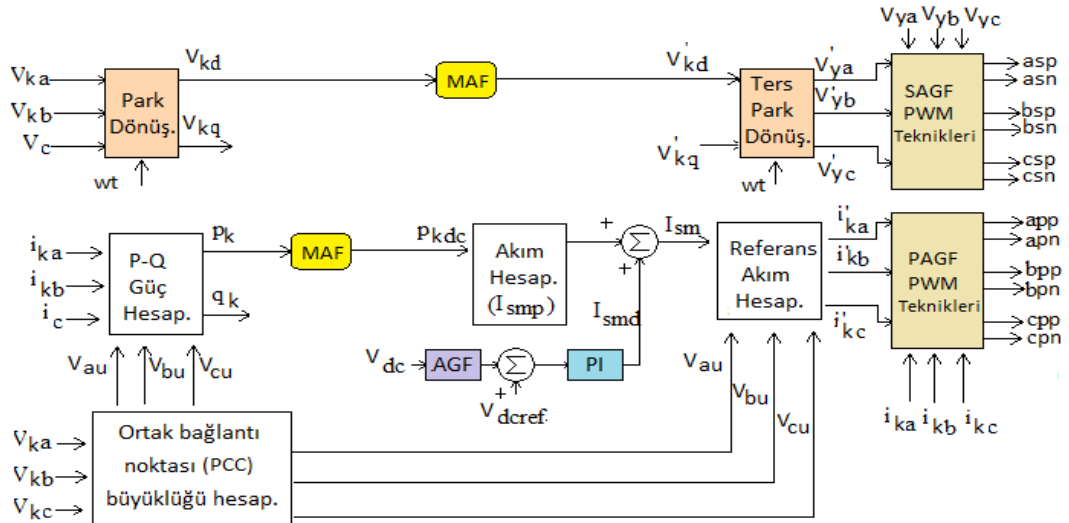 Vya Vyb Vyc
Vka
Vkb
Vc
Park
Dönüş.
wt
Vkd
Vkq
MAF
V'kd
V'kq
Ters
Park
Dönüş.
wt
V'ya
V'yb
V'yc
SAGF
PWM
Teknikleri
asp
asn
bsp
bsn
csp
csn
ika
ikb
ic
P-Q
Güç
Hesap.
pk
qk
MAF
pkdc
Akım
Hesap.
(Ismp)
+
+
Σ
Ism
Ismd
Referans
Akım
Hesap.
i'ka
i'kb
i'kc
PAGF
PWM
Teknikleri
app
apn
bpp
bpn
cpp
cpn
ika ikb ikc
Vdc
AGF
-
Σ
+
Vdcref.
PI
Vau
Vbu
Vcu
Vau
Vbu
Vcu
Vka
Vkb
Vkc
Ortak bağlantı
noktası (PCC)
büyüklüğü hesap.